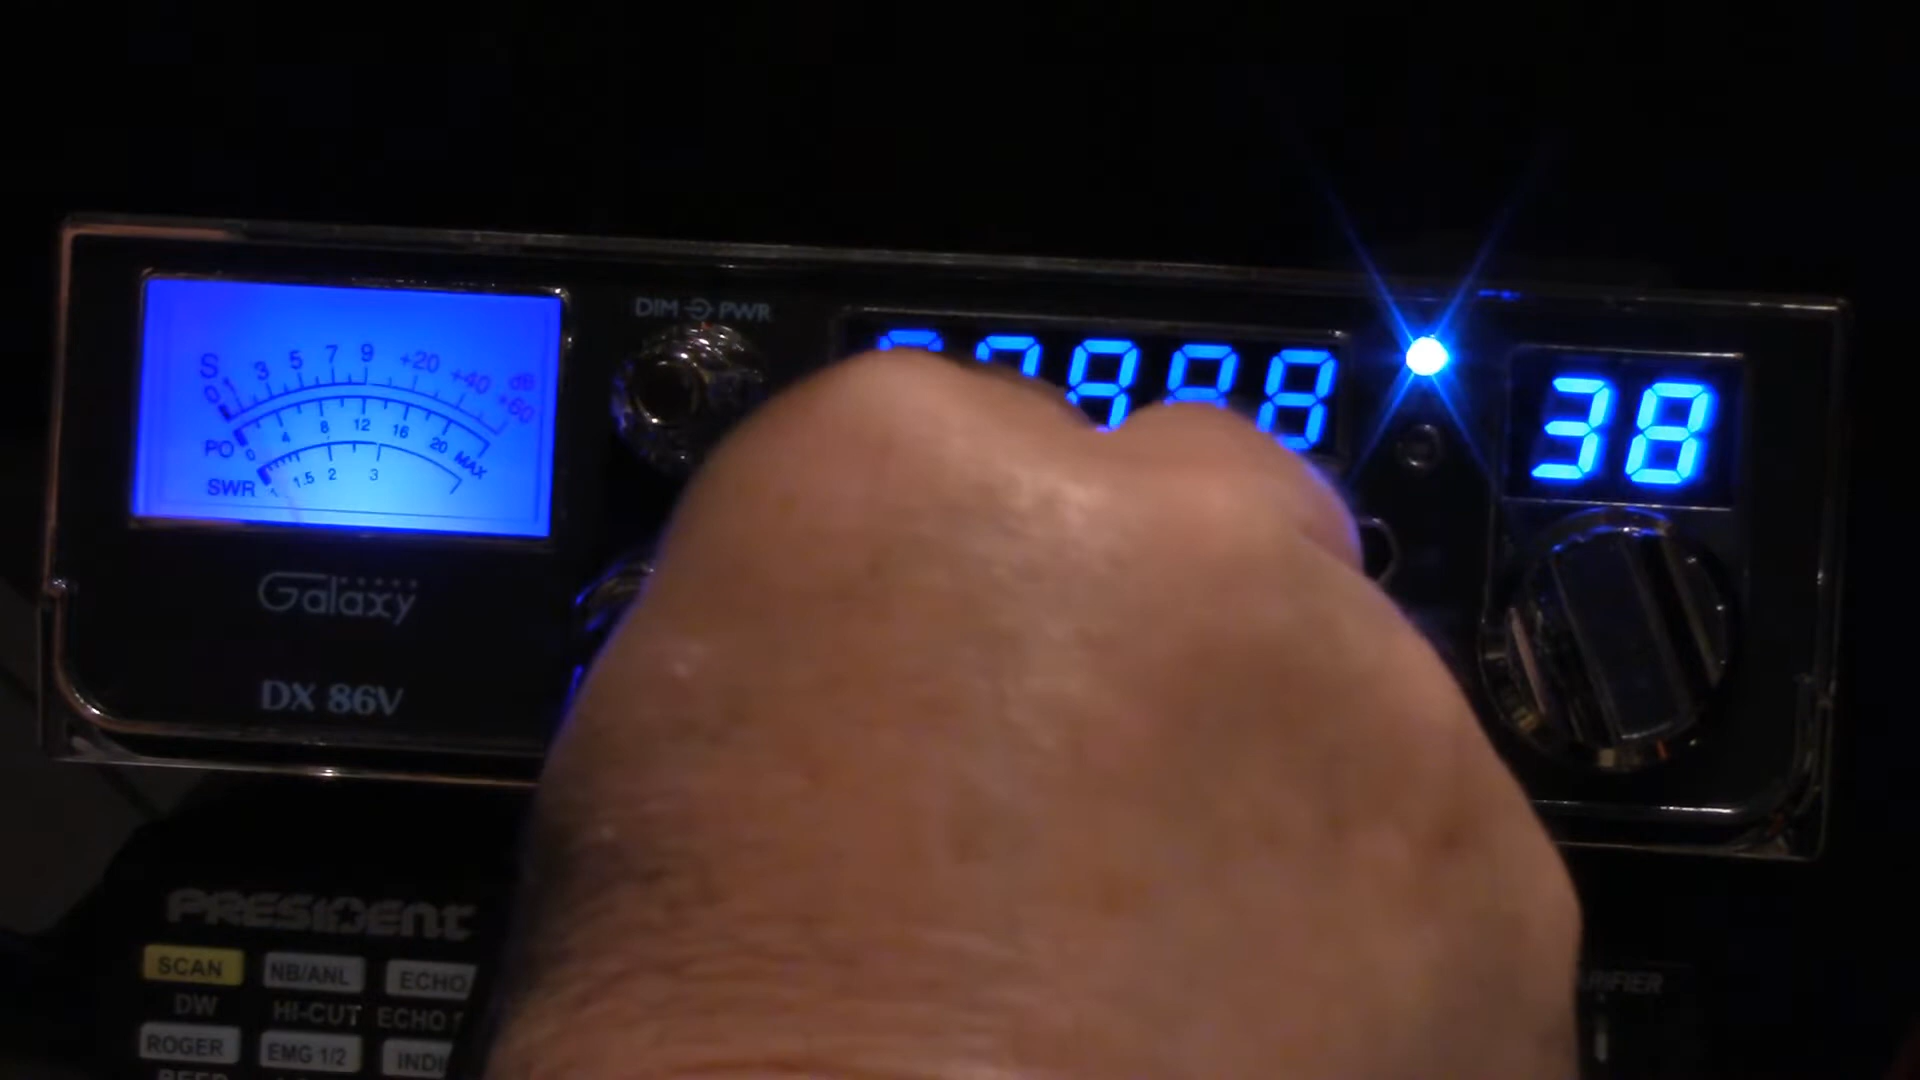 S 0 1 3 5 7 9 +20 +40 +60 dB
PO 0 4 8 12 16 20 MAX
SWR 1 1.5 2 3
DIM PWR
38
Galaxy
DX 86V
PRESIDENT
SCAN NB/ANL ECHO
DW HI-CUT ECHO
ROGER EMG 1/2